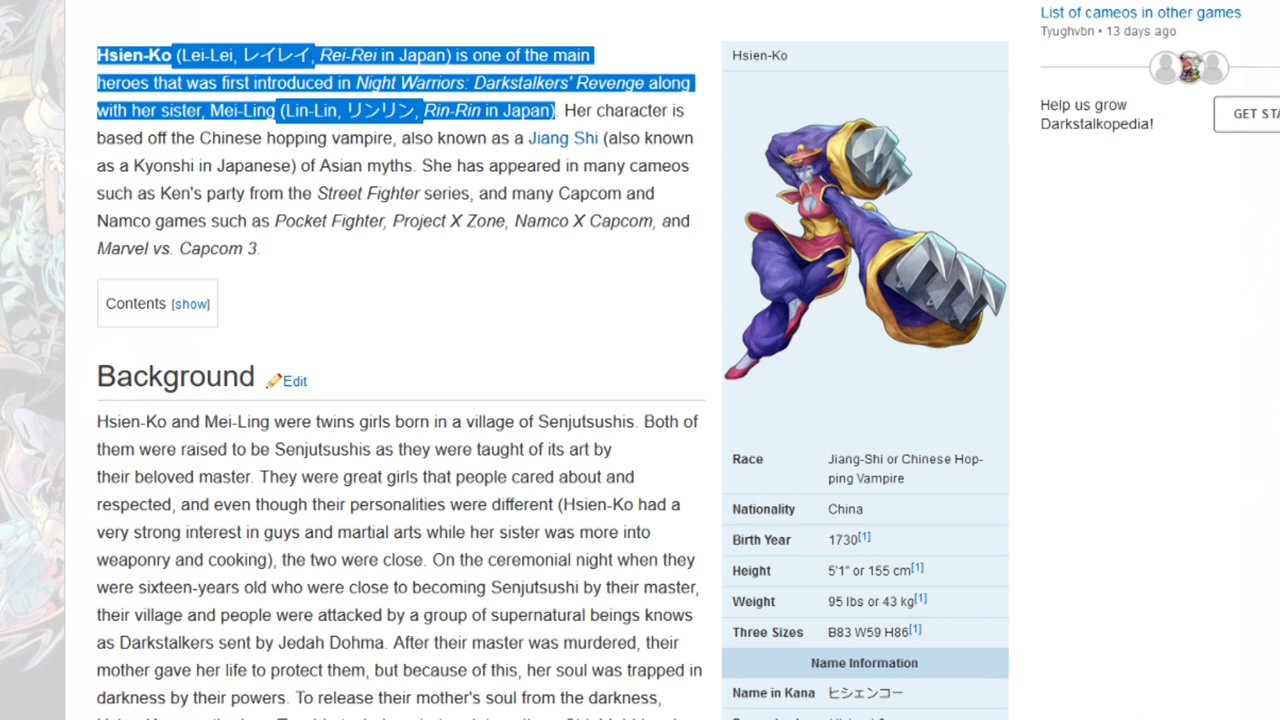 Hsien-Ko (Lei-Lei, レイレイ, Rei-Rei in Japan) is one of the main
heroes that was first introduced in Night Warriors: Darkstalkers' Revenge along
with her sister, Mei-Ling (Lin-Lin, リンリン, Rin-Rin in Japan). Her character is
based off the Chinese hopping vampire, also known as a Jiang Shi (also known
as a Kyonshi in Japanese) of Asian myths. She has appeared in many cameos
such as Ken's party from the Street Fighter series, and many Capcom and
Namco games such as Pocket Fighter, Project X Zone, Namco X Capcom, and
Marvel vs. Capcom 3.
Contents [show]
Background Edit
Hsien-Ko and Mei-Ling were twins girls born in a village of Senjutsushis. Both of
them were raised to be Senjutsushis as they were taught of its art by
their beloved master. They were great girls that people cared about and
respected, and even though their personalities were different (Hsien-Ko had a
very strong interest in guys and martial arts while her sister was more into
weaponry and cooking), the two were close. On the ceremonial night when they
were sixteen-years old who were close to becoming Senjutsushi by their master,
their village and people were attacked by a group of supernatural beings knows
as Darkstalkers sent by Jedah Dohma. After their master was murdered, their
mother gave her life to protect them, but because of this, her soul was trapped in
darkness by their powers. To release their mother's soul from the darkness,
Hsien-Ko
Race Jiang-Shi or Chinese Hop-
ping Vampire
Nationality China
Birth Year 1730[1]
Height 5'1" or 155 cm[1]
Weight 95 lbs or 43 kg[1]
Three Sizes B83 W59 H86[1]
Name Information
Name in Kana ヒシェンコー
List of cameos in other games
Tyughvbn • 13 days ago
Help us grow
Darkstalkopedia!
GET